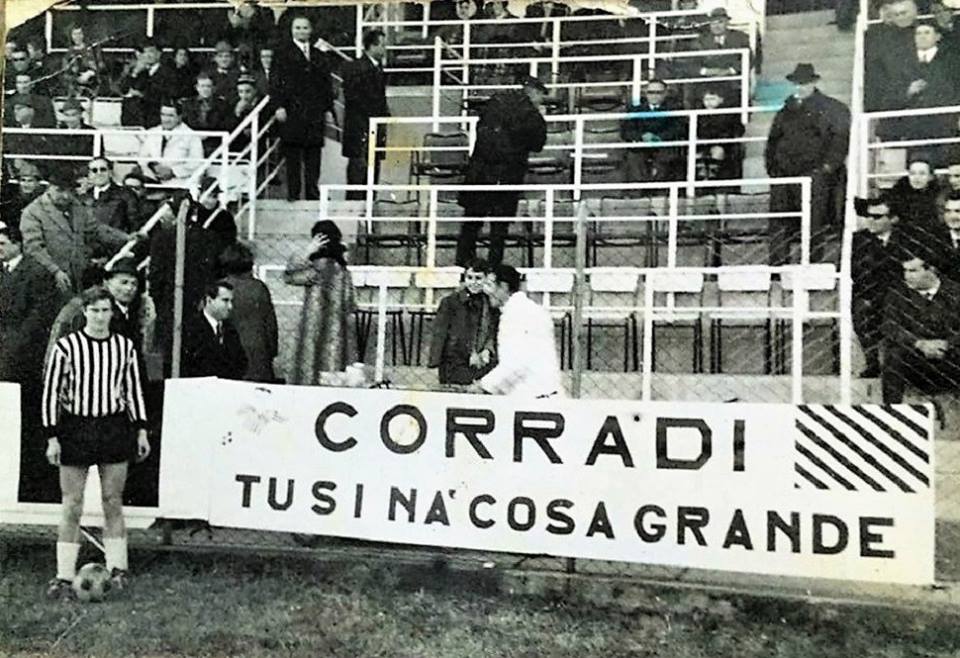 CORRADI
TU SI NA' COSA GRANDE